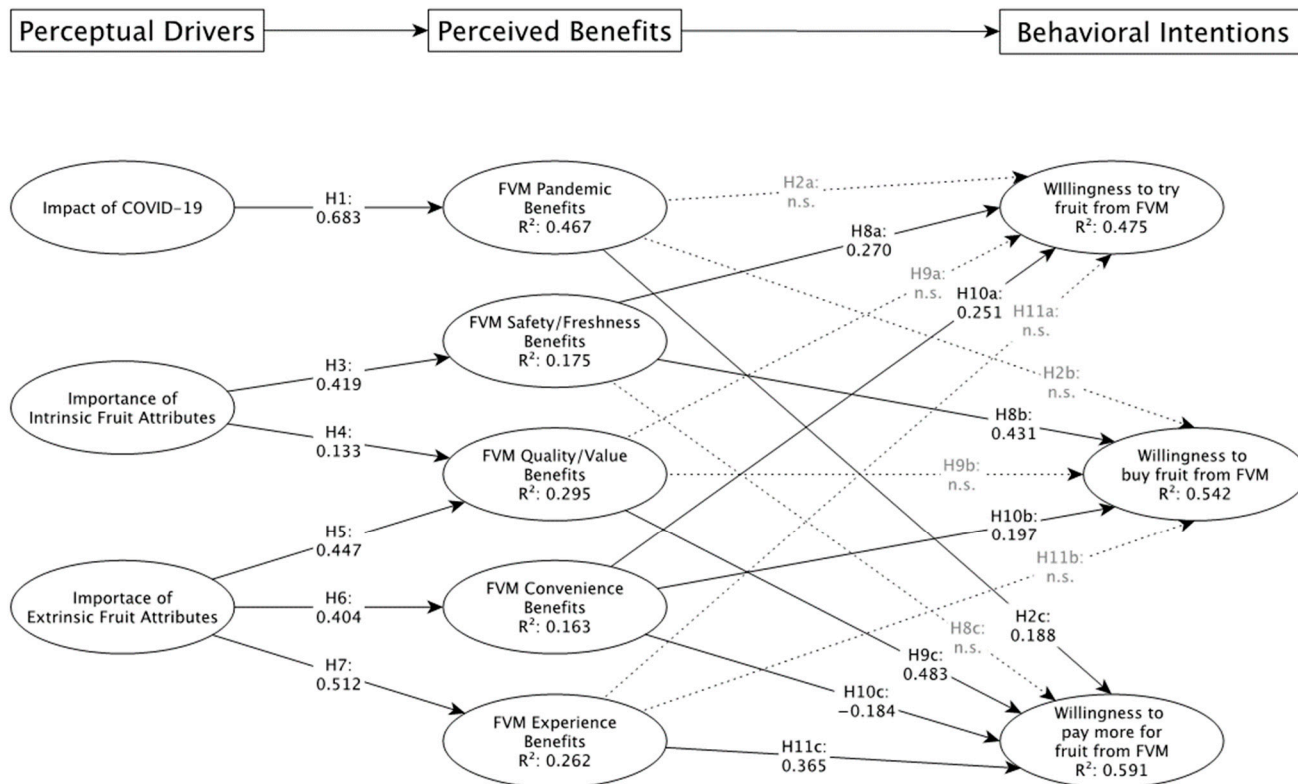 Perceptual Drivers
Perceived Benefits
Behavioral Intentions
Impact of COVID-19
H1:
0.683
FVM Pandemic
Benefits
R²: 0.467
H2a:
n.s.
WIllingness to try
fruit from FVM
R²: 0.475
H8a:
0.270
H9a:
n.s.
H10a:
0.251
H11a:
n.s.
FVM Safety/Freshness
Benefits
R²: 0.175
H3:
0.419
Importance of
Intrinsic Fruit Attributes
H4:
0.133
H2b:
n.s.
H8b:
0.431
FVM Quality/Value
Benefits
R²: 0.295
H9b:
n.s.
Willingness to
buy fruit from FVM
R²: 0.542
H5:
0.447
H10b:
0.197
H11b:
n.s.
Importace of
Extrinsic Fruit Attributes
H6:
0.404
FVM Convenience
Benefits
R²: 0.163
H7:
0.512
H2c:
0.188
H8c:
n.s.
H9c:
0.483
H10c:
−0.184
FVM Experience
Benefits
R²: 0.262
H11c:
0.365
Willingness to
pay more for
fruit from FVM
R²: 0.591